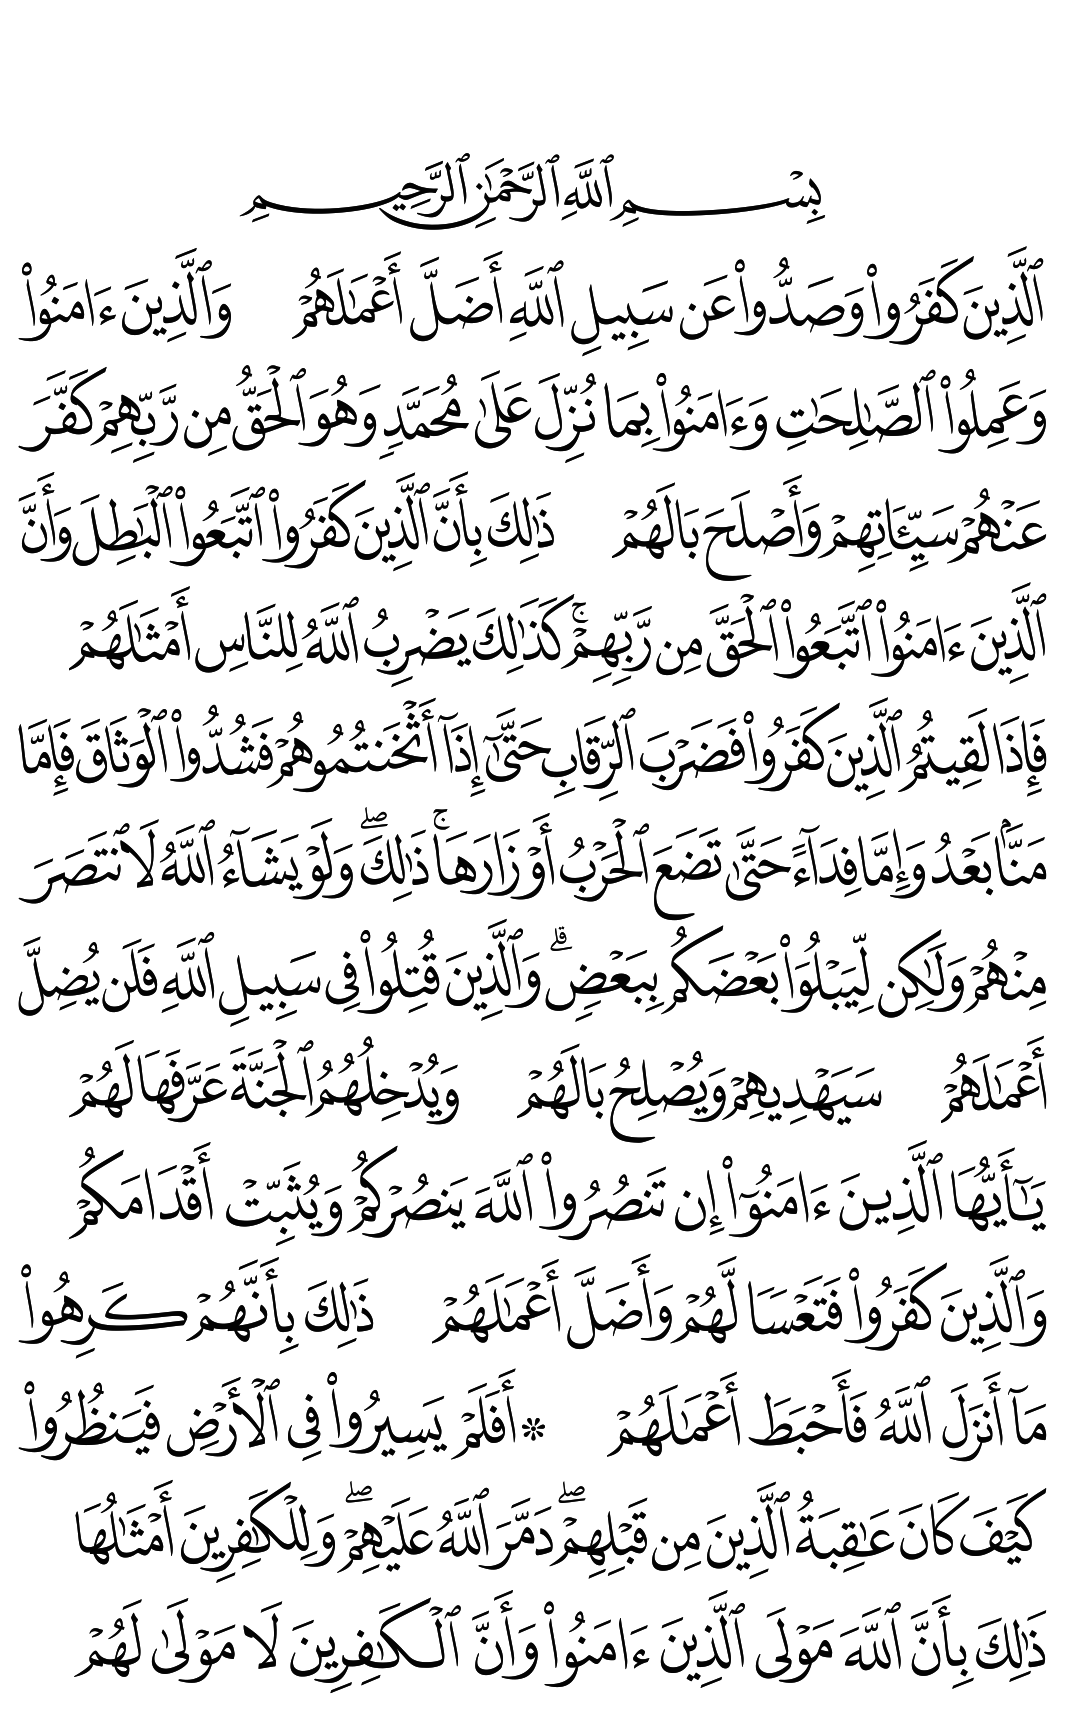 بِسْمِ ٱللَّهِ ٱلرَّحْمَٰنِ ٱلرَّحِيمِ
ٱلَّذِينَ كَفَرُوا۟ وَصَدُّوا۟ عَن سَبِيلِ ٱللَّهِ أَضَلَّ أَعْمَٰلَهُمْ وَٱلَّذِينَ ءَامَنُوا۟
وَعَمِلُوا۟ ٱلصَّٰلِحَٰتِ وَءَامَنُوا۟ بِمَا نُزِّلَ عَلَىٰ مُحَمَّدٍ وَهُوَ ٱلْحَقُّ مِن رَّبِّهِمْ كَفَّرَ
عَنْهُمْ سَيِّـَٔاتِهِمْ وَأَصْلَحَ بَالَهُمْ ذَٰلِكَ بِأَنَّ ٱلَّذِينَ كَفَرُوا۟ ٱتَّبَعُوا۟ ٱلْبَٰطِلَ وَأَنَّ
ٱلَّذِينَ ءَامَنُوا۟ ٱتَّبَعُوا۟ ٱلْحَقَّ مِن رَّبِّهِمْ ۚ كَذَٰلِكَ يَضْرِبُ ٱللَّهُ لِلنَّاسِ أَمْثَٰلَهُمْ
فَإِذَا لَقِيتُمُ ٱلَّذِينَ كَفَرُوا۟ فَضَرْبَ ٱلرِّقَابِ حَتَّىٰٓ إِذَآ أَثْخَنتُمُوهُمْ فَشُدُّوا۟ ٱلْوَثَاقَ فَإِمَّا
مَنًّۢا بَعْدُ وَإِمَّا فِدَآءً حَتَّىٰ تَضَعَ ٱلْحَرْبُ أَوْزَارَهَا ۚ ذَٰلِكَ ۖ وَلَوْ يَشَآءُ ٱللَّهُ لَٱنتَصَرَ
مِنْهُمْ وَلَٰكِن لِّيَبْلُوَا۟ بَعْضَكُم بِبَعْضٍ ۗ وَٱلَّذِينَ قُتِلُوا۟ فِى سَبِيلِ ٱللَّهِ فَلَن يُضِلَّ
أَعْمَٰلَهُمْ سَيَهْدِيهِمْ وَيُصْلِحُ بَالَهُمْ وَيُدْخِلُهُمُ ٱلْجَنَّةَ عَرَّفَهَا لَهُمْ
يَٰٓأَيُّهَا ٱلَّذِينَ ءَامَنُوٓا۟ إِن تَنصُرُوا۟ ٱللَّهَ يَنصُرْكُمْ وَيُثَبِّتْ أَقْدَامَكُمْ
وَٱلَّذِينَ كَفَرُوا۟ فَتَعْسًا لَّهُمْ وَأَضَلَّ أَعْمَٰلَهُمْ ذَٰلِكَ بِأَنَّهُمْ كَرِهُوا۟
مَآ أَنزَلَ ٱللَّهُ فَأَحْبَطَ أَعْمَٰلَهُمْ ۞ أَفَلَمْ يَسِيرُوا۟ فِى ٱلْأَرْضِ فَيَنظُرُوا۟
كَيْفَ كَانَ عَٰقِبَةُ ٱلَّذِينَ مِن قَبْلِهِمْ ۖ دَمَّرَ ٱللَّهُ عَلَيْهِمْ ۖ وَلِلْكَٰفِرِينَ أَمْثَٰلُهَا
ذَٰلِكَ بِأَنَّ ٱللَّهَ مَوْلَى ٱلَّذِينَ ءَامَنُوا۟ وَأَنَّ ٱلْكَٰفِرِينَ لَا مَوْلَىٰ لَهُمْ